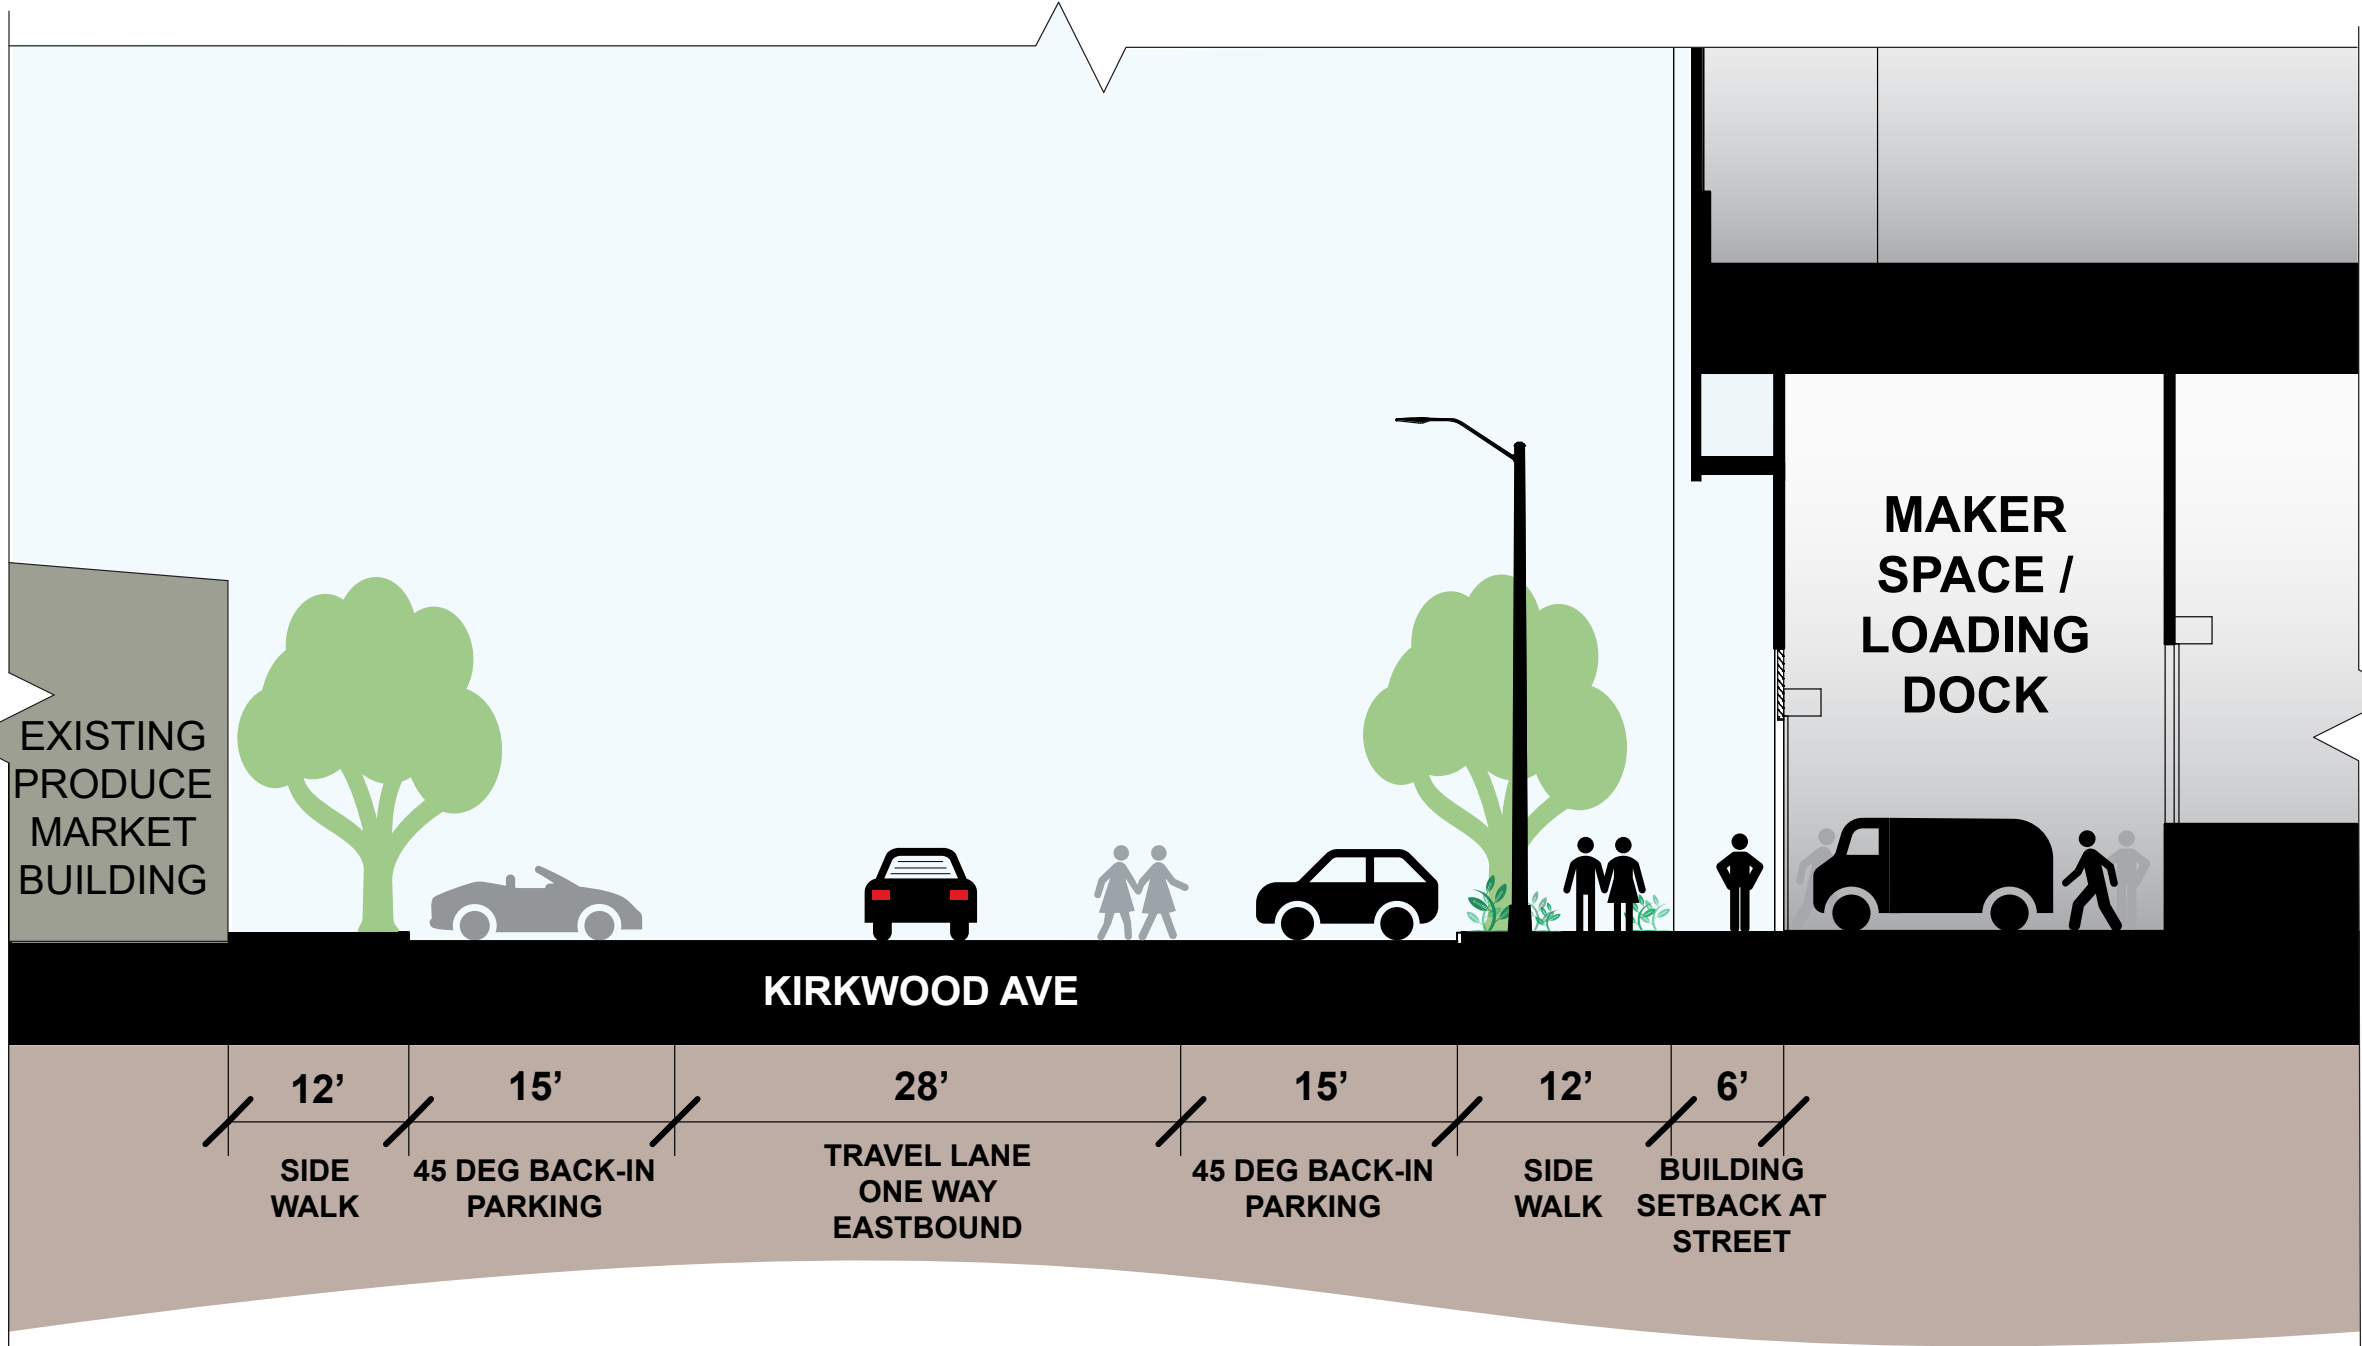 MAKER
SPACE /
LOADING
DOCK
EXISTING
PRODUCE
MARKET
BUILDING
KIRKWOOD AVE
12’
15’
28’
15’
12’
6’
SIDE
WALK
45 DEG BACK-IN
PARKING
TRAVEL LANE
ONE WAY
EASTBOUND
45 DEG BACK-IN
PARKING
SIDE
WALK
BUILDING
SETBACK AT
STREET